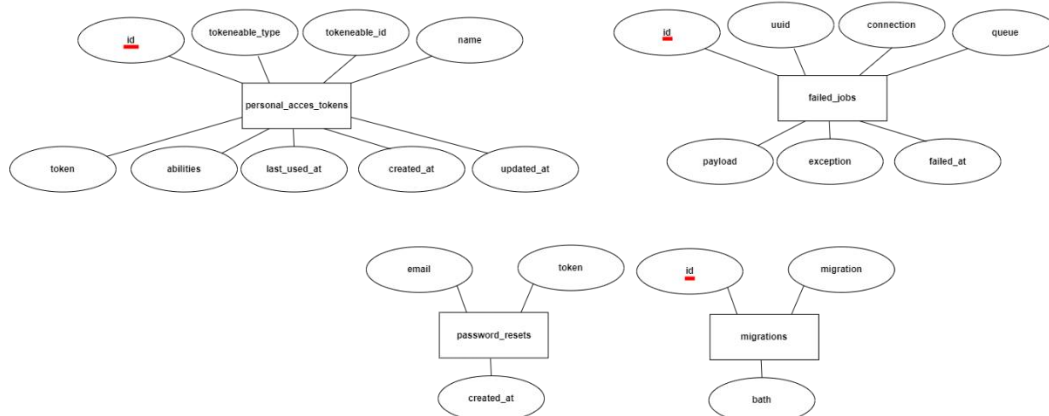 id
tokeneable_type
tokeneable_id
name
personal_acces_tokens
token
abilities
last_used_at
created_at
updated_at
id
uuid
connection
queue
failed_jobs
payload
exception
failed_at
email
token
password_resets
created_at
id
migration
migrations
bath